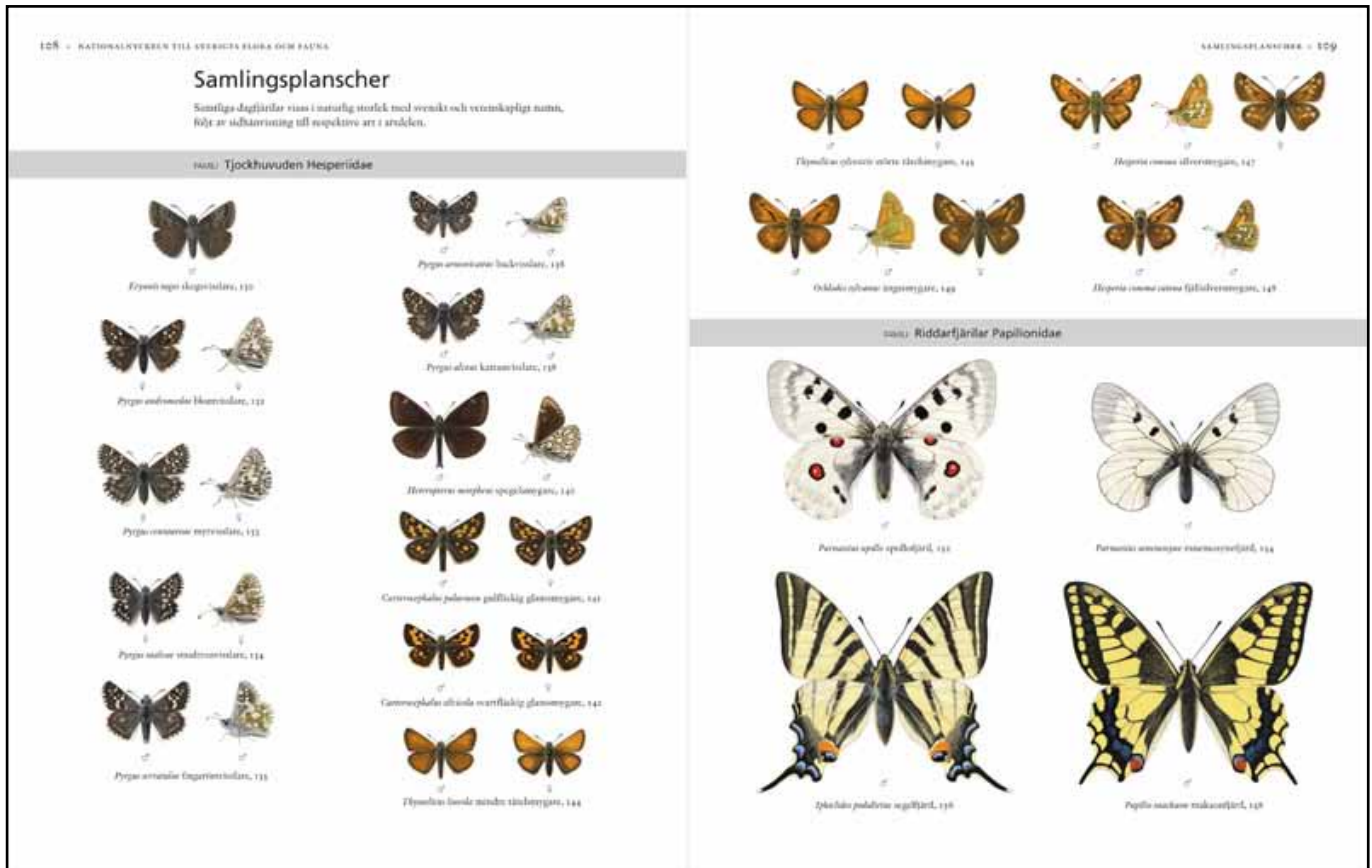 108 • NATIONALNYCKELN TILL SVERIGES FLORA OCH FAUNA
Samlingsplanscher
Samtliga dagfjärilar visas i naturlig storlek med svenskt och vetenskapligt namn,
följt av sidhänvisning till respektive art i artdelen.
FAMILJ Tjockhuvuden Hesperiidae
♂
Erynnis tages skogsvisslare, 130
♀ ♀
Pyrgus andromedae blomvisslare, 132
♀ ♀
Pyrgus centaureae myrvisslare, 133
♀ ♀
Pyrgus malvae smultronvisslare, 134
♂ ♂
Pyrgus serratulae fingerörtsvisslare, 135
♂ ♂
Pyrgus armoricanus backvisslare, 136
♂ ♂
Pyrgus alveus kattunvisslare, 138
♂ ♂
Heteropterus morpheus spegelsmygare, 140
♂ ♀
Carterocephalus palaemon gulfläckig glanssmygare, 141
♂ ♀
Carterocephalus silvicola svartfläckig glanssmygare, 142
♂ ♀
Thymelicus lineola mindre tåtelsmygare, 144
SAMLINGSPLANSCHER • 109
♂ ♀
Thymelicus sylvestris större tåtelsmygare, 145
♂ ♂ ♀
Hesperia comma silversmygare, 147
♂ ♂ ♀
Ochlodes sylvanus ängssmygare, 149
♂ ♂
Hesperia comma catena fjällsilversmygare, 148
FAMILJ Riddarfjärilar Papilionidae
♂
Parnassius apollo apollofjäril, 152
♂
Parnassius mnemosyne mnemosynefjäril, 154
♂
Iphiclides podalirius segelfjäril, 156
♂
Papilio machaon makaonfjäril, 158